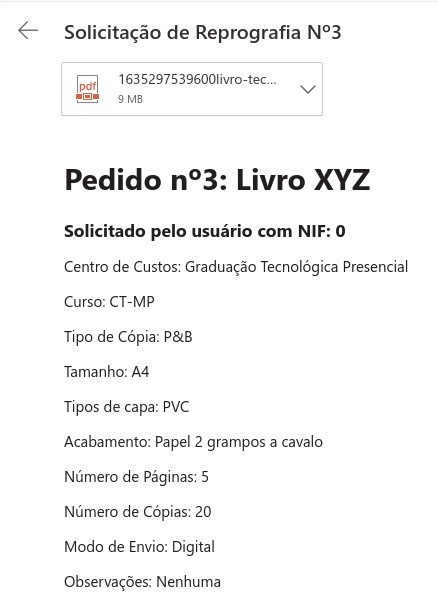 Solicitação de Reprografia Nº3
pdf
1635297539600livro-tec...
9 MB
Pedido nº3: Livro XYZ
Solicitado pelo usuário com NIF: 0
Centro de Custos: Graduação Tecnológica Presencial
Curso: CT-MP
Tipo de Cópia: P&B
Tamanho: A4
Tipos de capa: PVC
Acabamento: Papel 2 grampos a cavalo
Número de Páginas: 5
Número de Cópias: 20
Modo de Envio: Digital
Observações: Nenhuma